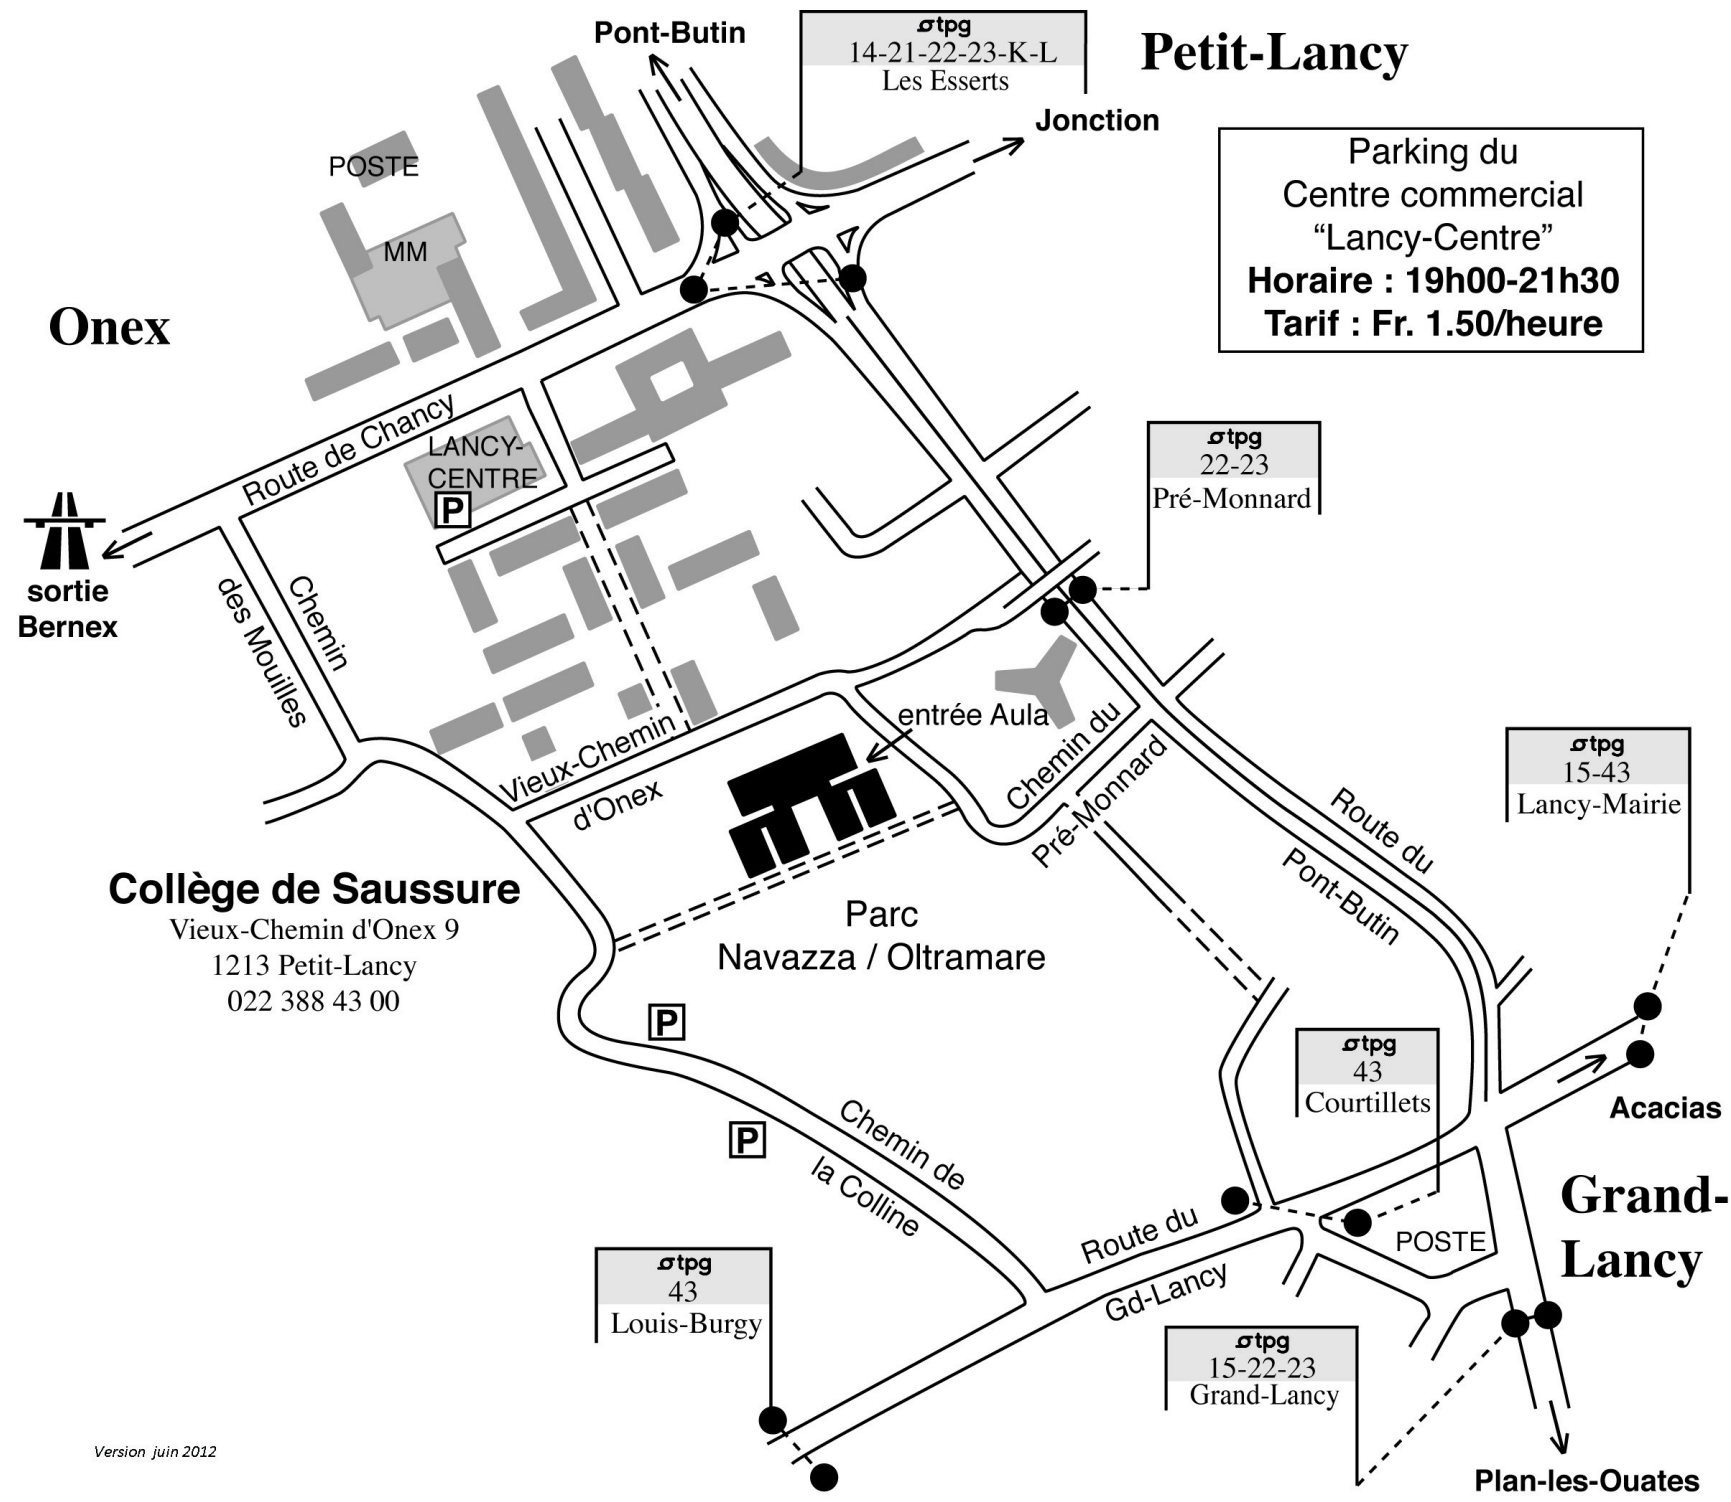 Pont-Butin
tpg
14-21-22-23-K-L
Les Esserts
Petit-Lancy
Jonction
Parking du
Centre commercial
“Lancy-Centre”
Horaire : 19h00-21h30
Tarif : Fr. 1.50/heure
POSTE
MM
Onex
Route de Chancy
LANCY-
CENTRE
P
tpg
22-23
Pré-Monnard
sortie
Bernex
Chemin
des Mouilles
entrée Aula
Vieux-Chemin
d'Onex
Chemin du
Pré-Monnard
tpg
15-43
Lancy-Mairie
Route du
Pont-Butin
Collège de Saussure
Vieux-Chemin d'Onex 9
1213 Petit-Lancy
022 388 43 00
Parc
Navazza / Oltramare
P
P
tpg
43
Courtillets
Acacias
Chemin de
la Colline
Grand-
Lancy
Route du
Gd-Lancy
POSTE
tpg
43
Louis-Burgy
tpg
15-22-23
Grand-Lancy
Version juin 2012
Plan-les-Ouates